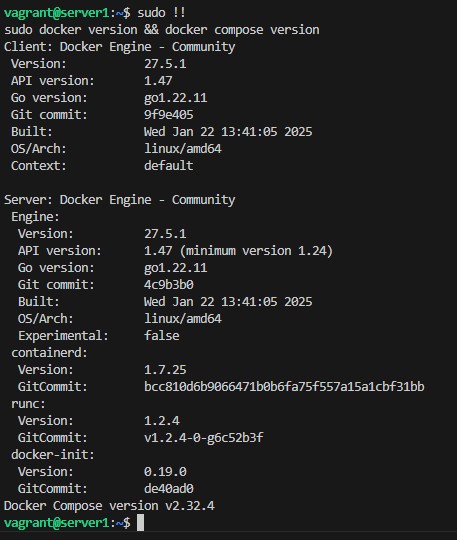 vagrant@server1:~$ sudo !!
sudo docker version && docker compose version
Client: Docker Engine - Community
 Version:           27.5.1
 API version:       1.47
 Go version:        go1.22.11
 Git commit:        9f9e405
 Built:             Wed Jan 22 13:41:05 2025
 OS/Arch:           linux/amd64
 Context:           default

Server: Docker Engine - Community
 Engine:
  Version:          27.5.1
  API version:      1.47 (minimum version 1.24)
  Go version:       go1.22.11
  Git commit:       4c9b3b0
  Built:            Wed Jan 22 13:41:05 2025
  OS/Arch:          linux/amd64
  Experimental:     false
 containerd:
  Version:          1.7.25
  GitCommit:        bcc810d6b9066471b0b6fa75f557a15a1cbf31bb
 runc:
  Version:          1.2.4
  GitCommit:        v1.2.4-0-g6c52b3f
 docker-init:
  Version:          0.19.0
  GitCommit:        de40ad0
Docker Compose version v2.32.4
vagrant@server1:~$